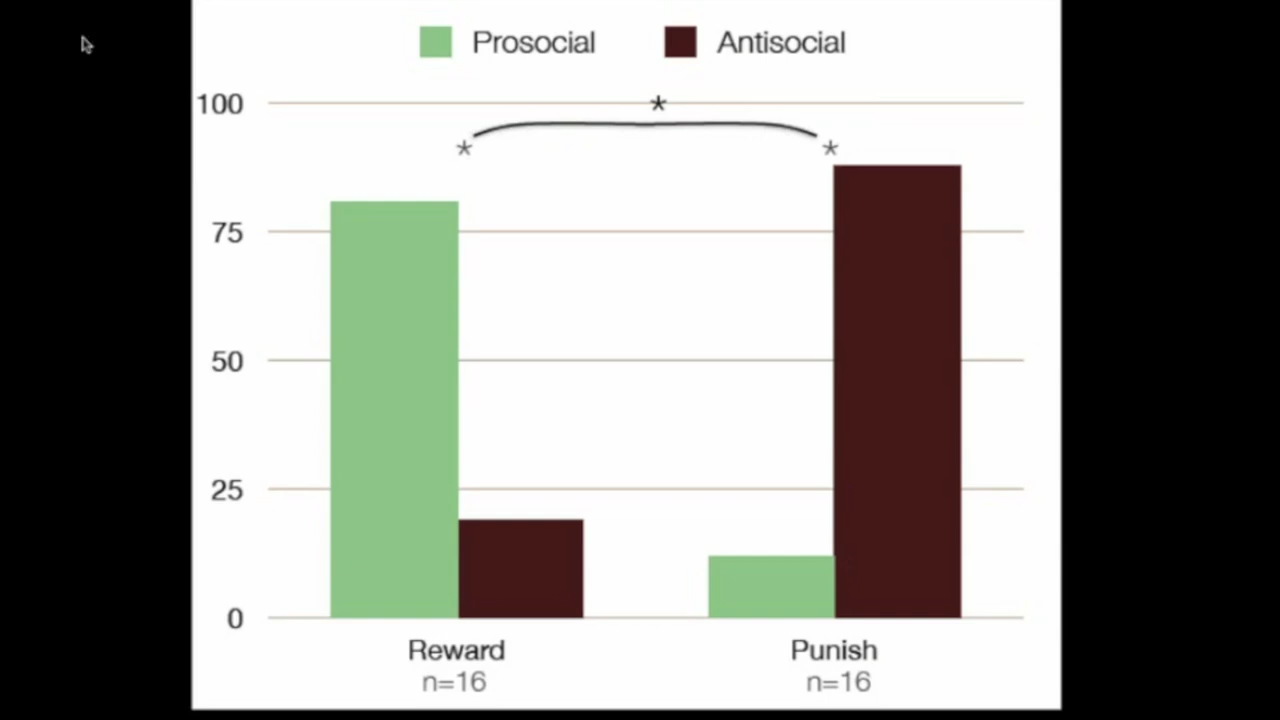 Prosocial Antisocial
100
*
* *
75
50
25
0
Reward Punish
n=16 n=16